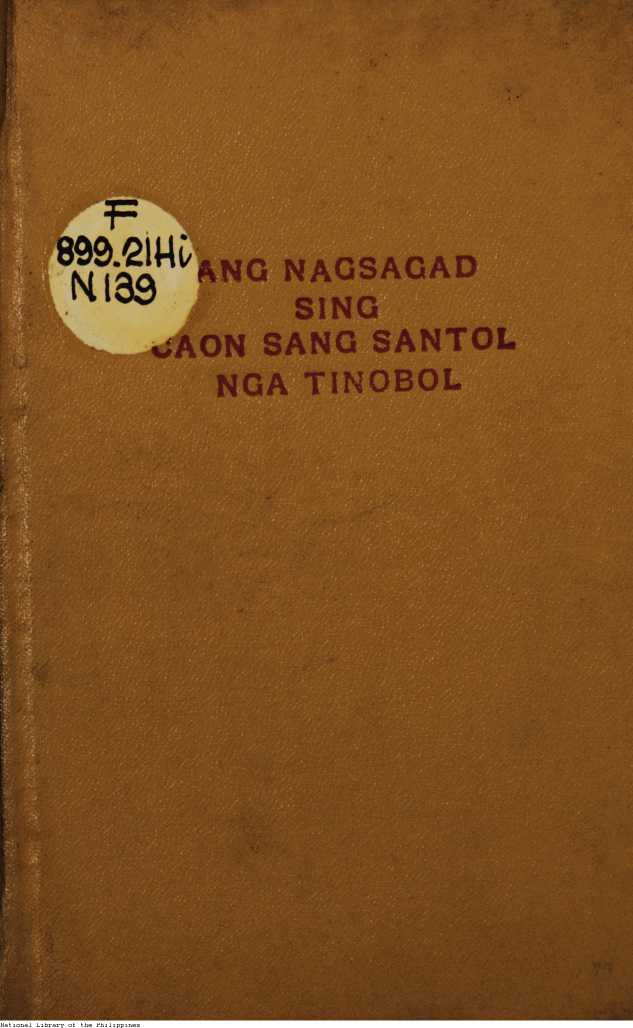 F
899.21Hi
N139
ANG NAGSAGAD
SING
CAON SANG SANTOL
NGA TINOBOL
National Library of the Philippines